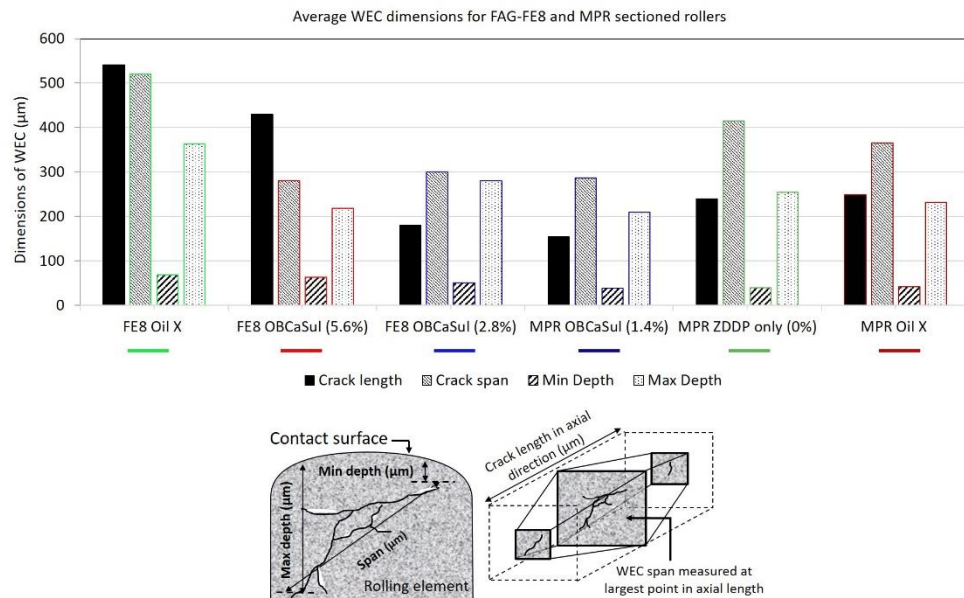 Average WEC dimensions for FAG-FE8 and MPR sectioned rollers
Dimensions of WEC (µm)
600
500
400
300
200
100
0
FE8 Oil X
FE8 OBCaSul (5.6%)
FE8 OBCaSul (2.8%)
MPR OBCaSul (1.4%)
MPR ZDDP only (0%)
MPR Oil X
Crack length
Crack span
Min Depth
Max Depth
Contact surface
Min depth (µm)
Max depth (µm)
Span (µm)
Rolling element
Crack length in axial
direction (µm)
WEC span measured at
largest point in axial length